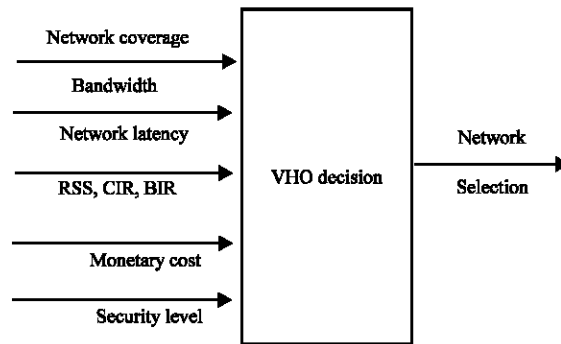 Network coverage
Bandwidth
Network latency
RSS, CIR, BIR
Monetary cost
Security level
VHO decision
Network
Selection